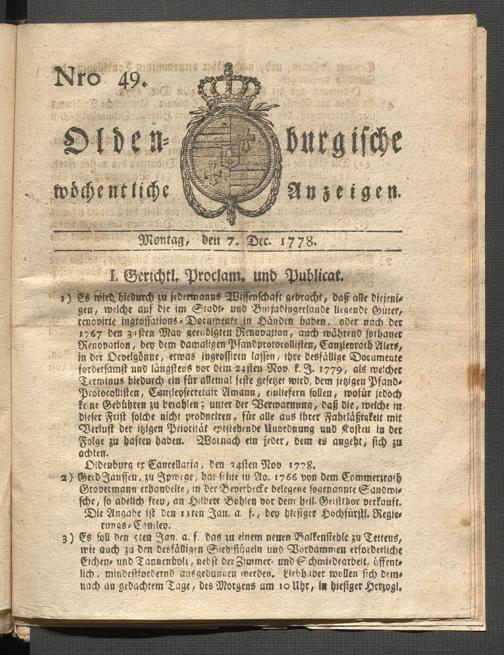 Nro 49.
Olden- burgische
wöchentliche Anzeigen.
Montag, den 7. Dec. 1778.
I. Gerichtl. Proclam. und Publicat.
1) Es wird hiedurch zu jedermanns Wissenschaft gebracht, daß alle diejeni-
gen, welche auf die im Stadt- und Butjadingerlande liegende Güter,
renovirte ingrossations-Documente in Händen haben, oder nach der
1767 den 31sten May geendigten Renovation, auch während sothaner
Renovation, bey dem damaligen Pfandprotocollisten, Canzleyrath Alers,
in der Ovelgönne, etwas ingrossiren lassen, ihre desfällige Documente
fordersamst und längstens vor dem 24sten Nov. k. J. 1779, als welcher
Terminus hiedurch ein für allemal feste gesetzet wird, dem jetzigen Pfand-
Protocollisten, Canzleysecretair Amann, einliefern sollen, wofür jedoch
keine Gebühren zu bezahlen; unter der Verwarnung, daß die, welche in
dieser Frist solche nicht produciren, für alle aus ihrer Fahrläßigkeit mit
Verlust der itzigen Priorität entstehende Unordnung und Kosten in der
Folge zu haften haben. Wornach ein jeder, dem es angeht, sich zu
achten.
Oldenburg ex Cancellaria, den 24sten Nov 1778.
2) Gerd Janssen, zu Ipwege, hat seine in Ao. 1766 von dem Commerzrath
Grovermann erhandelte, in der Beverbecke belegene sogenannte Sandwi-
sche, so adelich frey, an Hilbert Bohlen vor dem heil. Geistthor verkauft.
Die Angabe ist den 11ten Jan. a. f., bey hiesiger Hochfürstl. Regie-
rungs-Canzley.
3) Es soll den 5ten Jan. a. f. das zu einem neuen Balkensiehle zu Tettens,
wie auch zu den desfälligen Siehlflügeln und Vordammen erforderliche
Eichen- und Tannenholz, nebst der Zimmer- und Schmiedearbeit, öffent-
lich, mindestfordernd ausgedungen werden. Liebhaber wollen sich dem-
nach an gedachtem Tage, des Morgens um 10 Uhr, in hiesiger Herzogl.